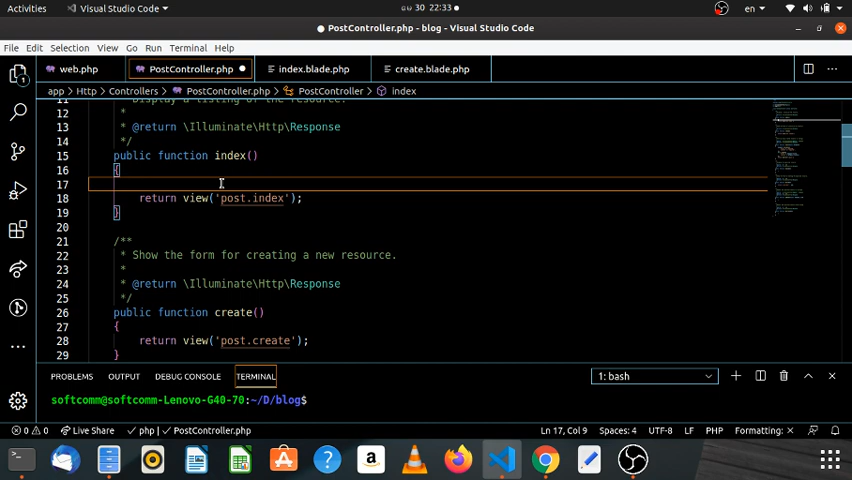 Activities
Visual Studio Code
30 22:33
en
● PostController.php - blog - Visual Studio Code
File Edit Selection View Go Run Terminal Help
web.php
PostController.php ●
index.blade.php
create.blade.php
app > Http > Controllers > PostController.php > PostController > index
11 * Display a listing of the resource.
12 *
13 * @return \Illuminate\Http\Response
14 */
15 public function index()
16 {
17
18 return view('post.index');
19 }
20
21 /**
22 * Show the form for creating a new resource.
23 *
24 * @return \Illuminate\Http\Response
25 */
26 public function create()
27 {
28 return view('post.create');
29 }
PROBLEMS OUTPUT DEBUG CONSOLE TERMINAL
1: bash
softcomm@softcomm-Lenovo-G40-70:~/D/blog$
0 0 Live Share php | PostController.php
Ln 17, Col 9 Spaces: 4 UTF-8 LF PHP Formatting: ×